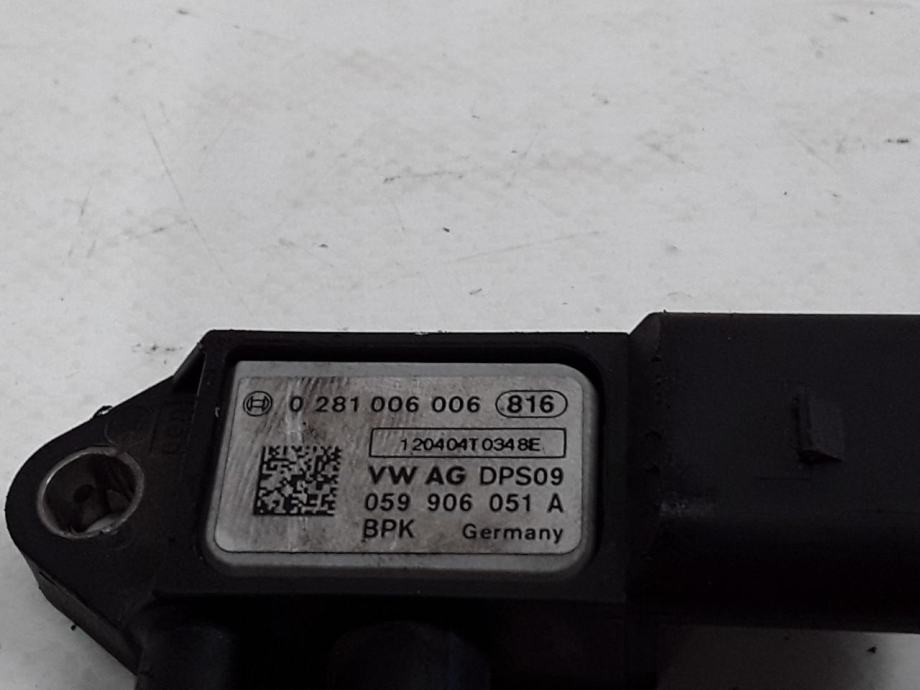 0 281 006 006 816
120404T0348E
VW AG DPS09
059 906 051 A
BPK Germany